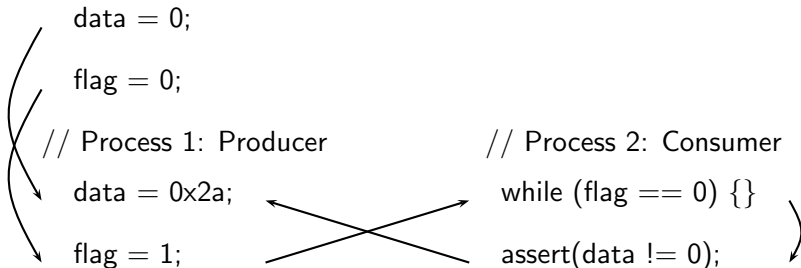 data = 0;
flag = 0;
// Process 1: Producer
data = 0x2a;
flag = 1;
// Process 2: Consumer
while (flag == 0) {}
assert(data != 0);